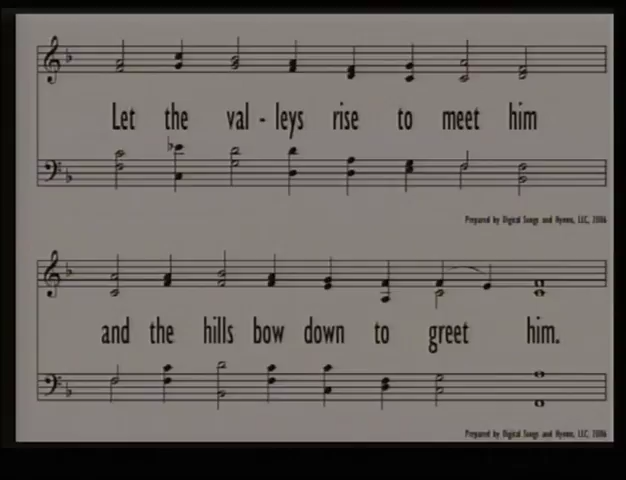 Let the val - leys rise to meet him
Prepared by Digital Songs and Hymns, LLC, 2006
and the hills bow down to greet him.
Prepared by Digital Songs and Hymns, LLC, 2006